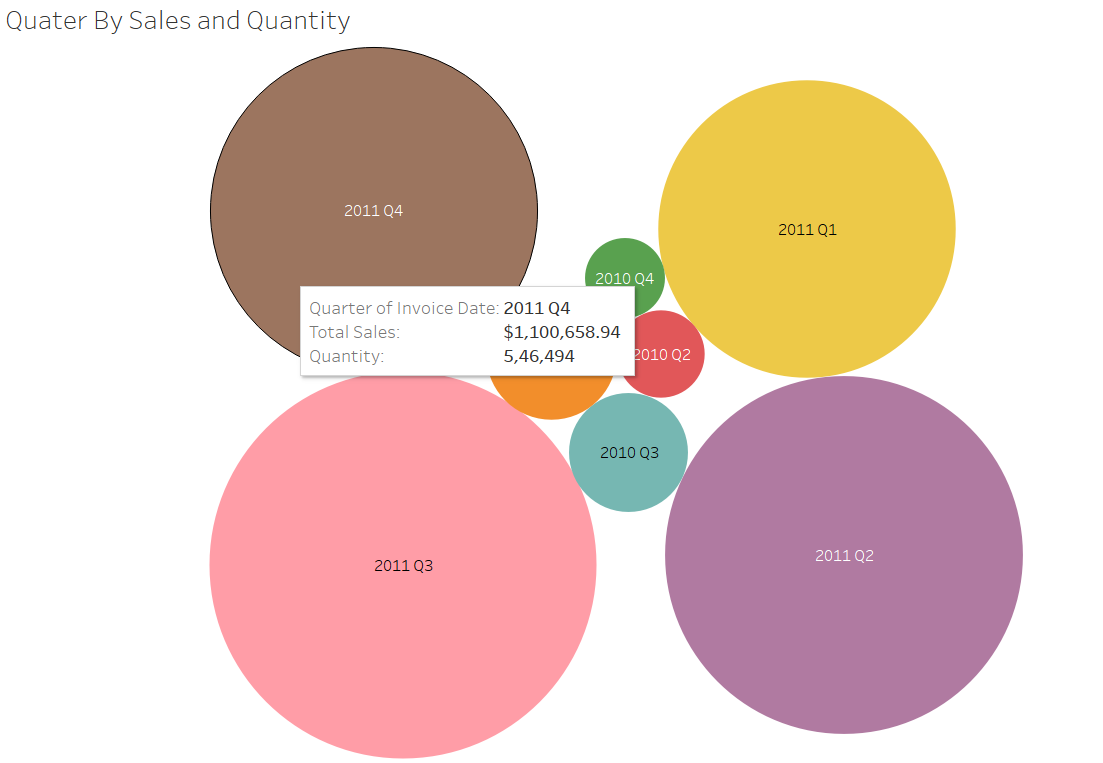 Quater By Sales and Quantity
2011 Q4
2011 Q1
2010 Q4
Quarter of Invoice Date: 2011 Q4
Total Sales: $1,100,658.94
Quantity: 5,46,494
2010 Q2
2010 Q3
2011 Q2
2011 Q3